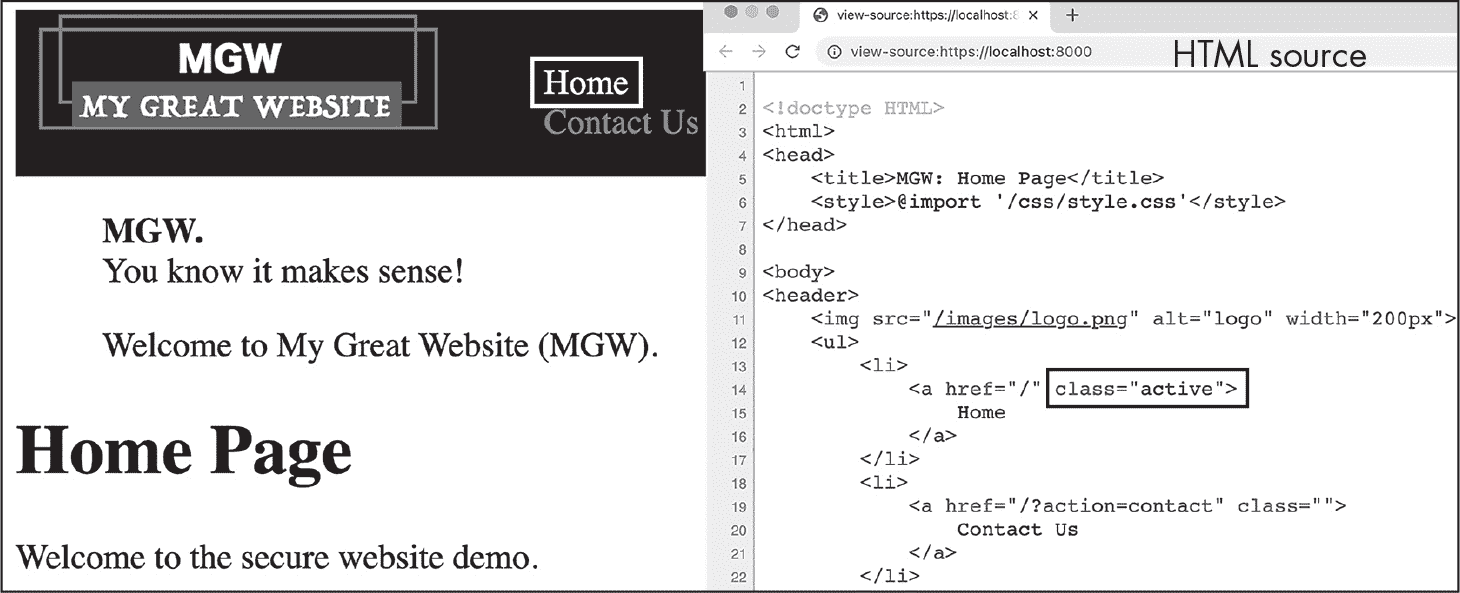 MGW
MY GREAT WEBSITE
Home
Contact Us
MGW.
You know it makes sense!
Welcome to My Great Website (MGW).
Home Page
Welcome to the secure website demo.
view-source:https://localhost:8
view-source:https://localhost:8000
HTML source
1
2 <!doctype HTML>
3 <html>
4 <head>
5 <title>MGW: Home Page</title>
6 <style>@import '/css/style.css'</style>
7 </head>
8
9 <body>
10 <header>
11 <img src="/images/logo.png" alt="logo" width="200px">
12 <ul>
13 <li>
14 <a href="/" class="active">
15 Home
16 </a>
17 </li>
18 <li>
19 <a href="/?action=contact" class="">
20 Contact Us
21 </a>
22 </li>